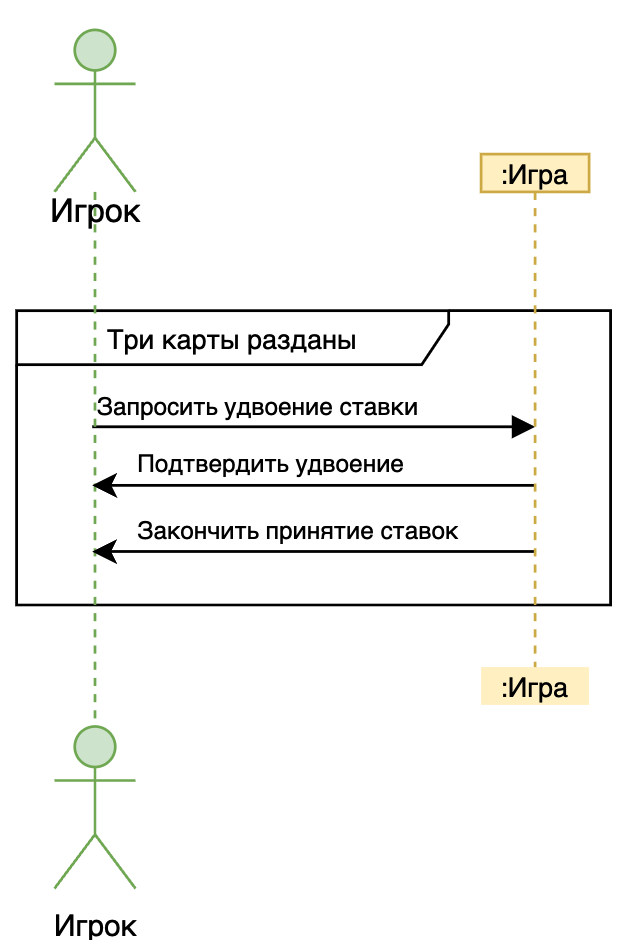 Игрок
:Игра
Три карты разданы
Запросить удвоение ставки
Подтвердить удвоение
Закончить принятие ставок
:Игра
Игрок